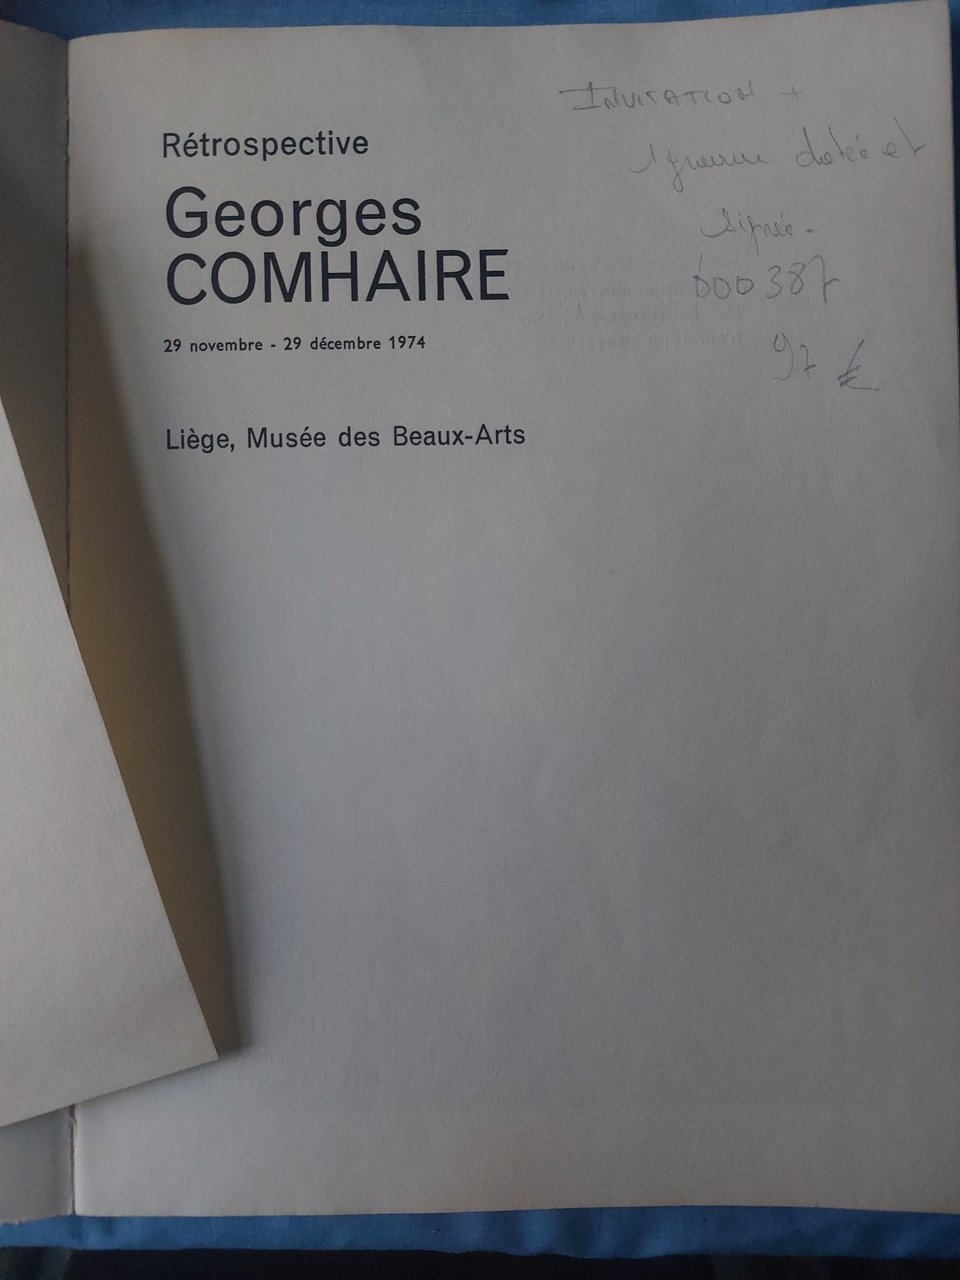 Rétrospective
Georges
COMHAIRE
29 novembre - 29 décembre 1974
Liège, Musée des Beaux-Arts
INVITATION +
1 gravure datée et
signée -
000387
97 €